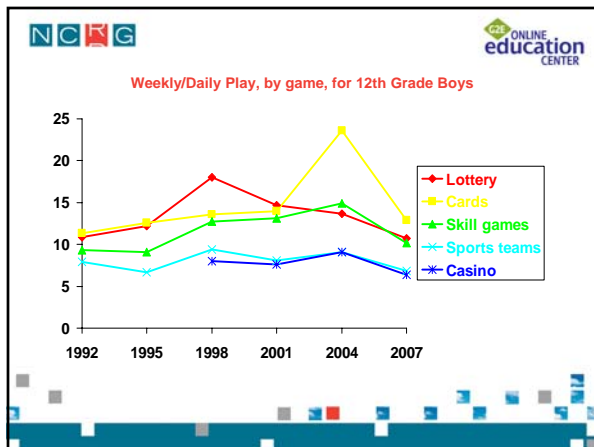 NCRG
G2E ONLINE
education
CENTER
Weekly/Daily Play, by game, for 12th Grade Boys
25
20
15
10
5
0
1992 1995 1998 2001 2004 2007
Lottery
Cards
Skill games
Sports teams
Casino